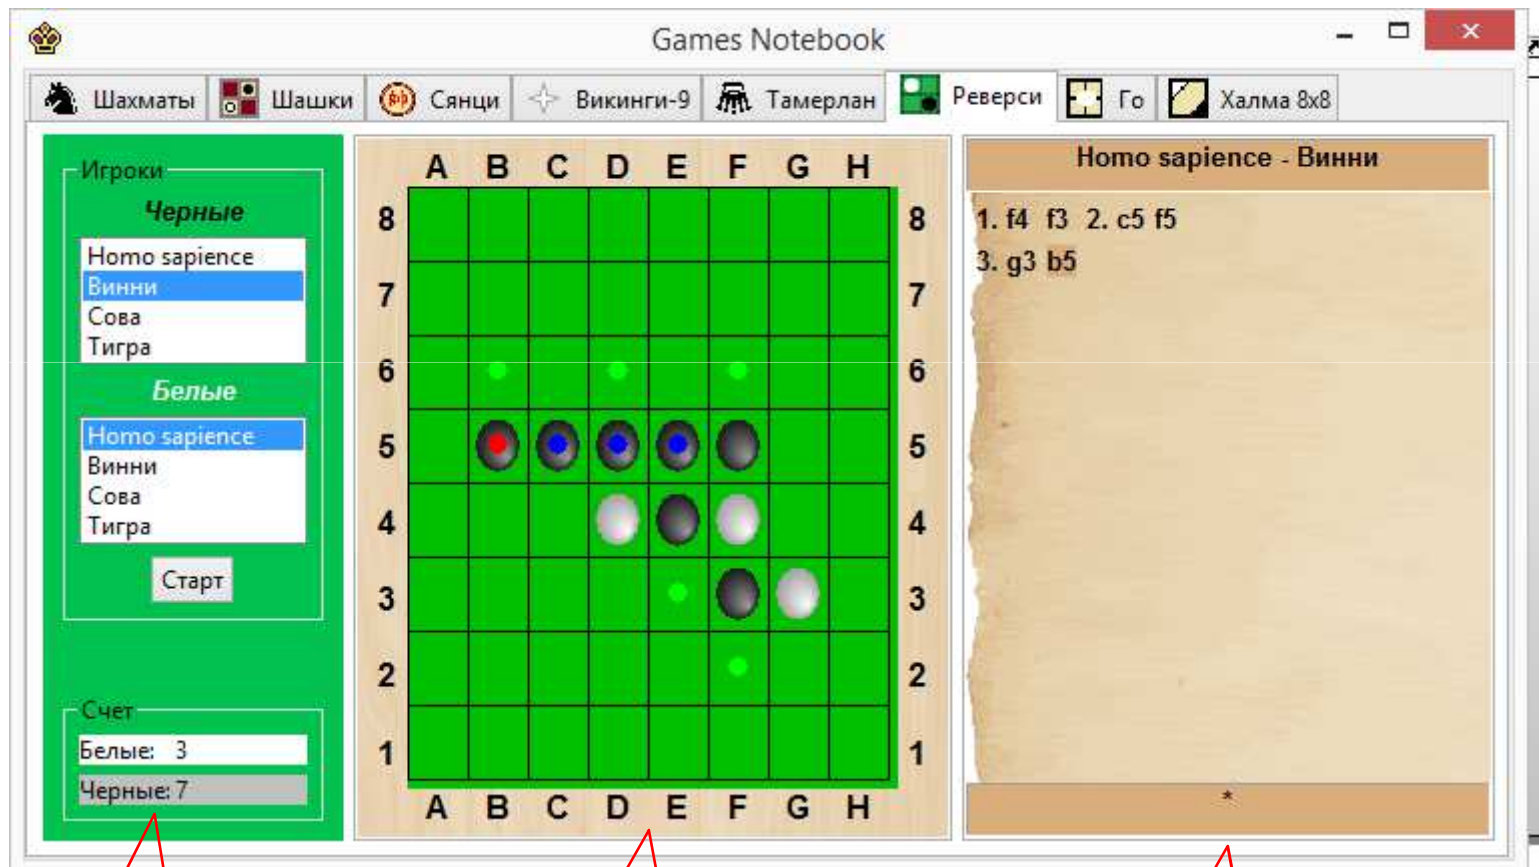 Games Notebook
Шахматы Шашки Сянци Викинги-9 Тамерлан Реверси Го Халма 8x8
Игроки
Черные
Homo sapience
Винни
Сова
Тигра
Белые
Homo sapience
Винни
Сова
Тигра
Старт
Счет
Белые: 3
Черные: 7
A B C D E F G H
8 8
7 7
6 6
5 5
4 4
3 3
2 2
1 1
A B C D E F G H
Homo sapience - Винни
1. f4 f3 2. c5 f5
3. g3 b5
*